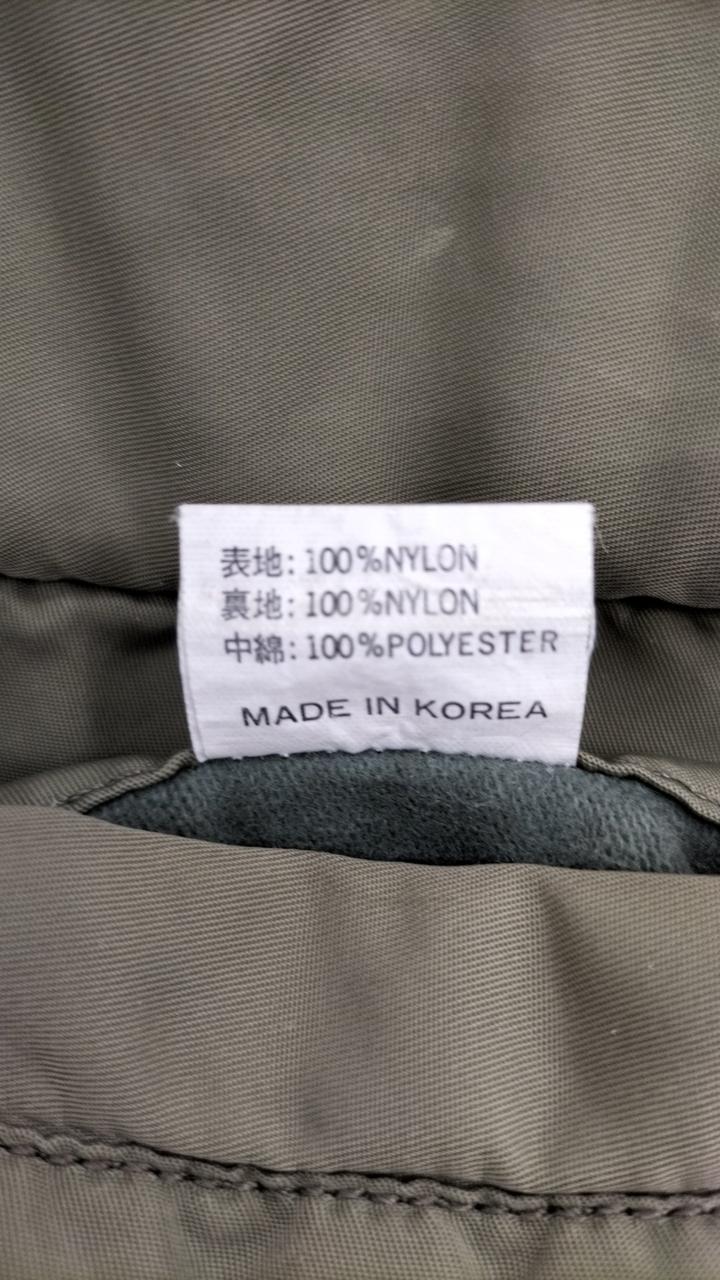 表地: 100%NYLON
裏地: 100%NYLON
中綿: 100%POLYESTER
MADE IN KOREA